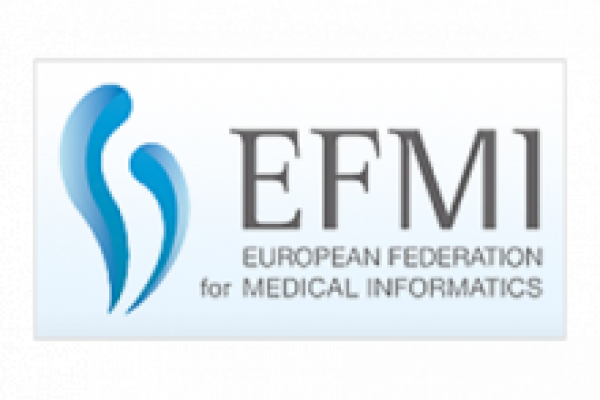 EFMI
EUROPEAN FEDERATION
for MEDICAL INFORMATICS